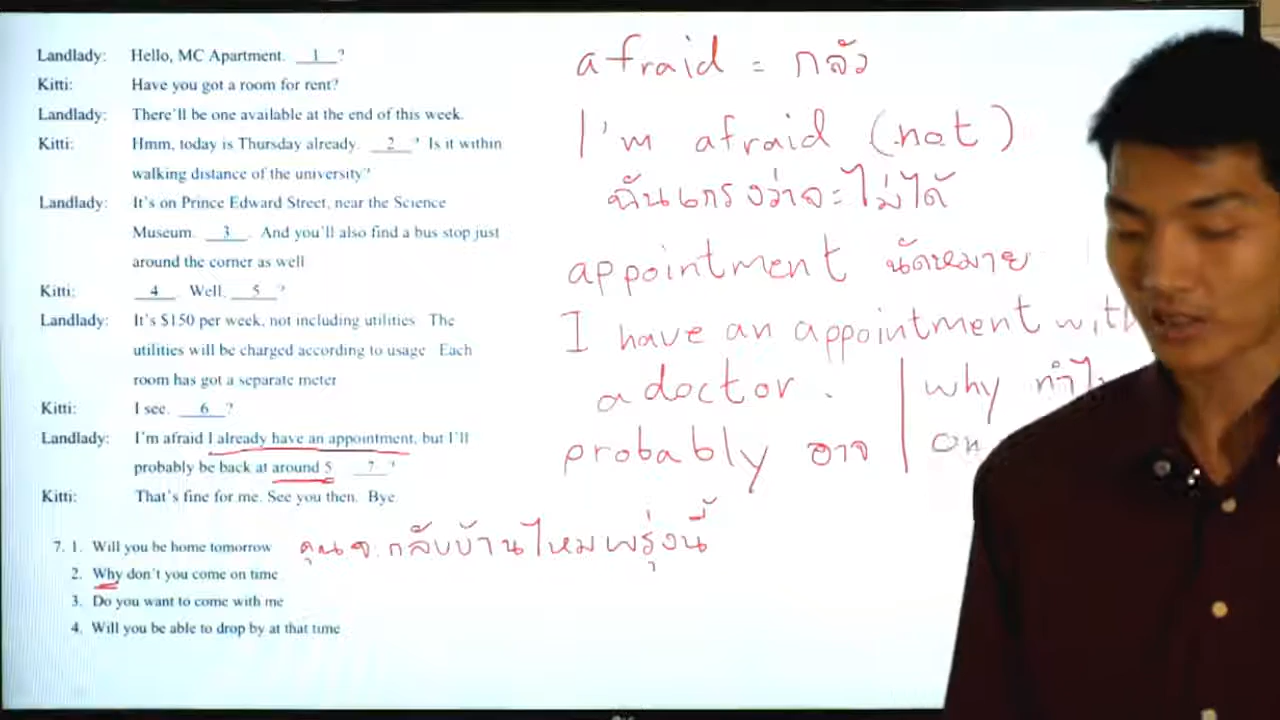 Landlady: Hello, MC Apartment. __1__?
Kitti: Have you got a room for rent?
Landlady: There'll be one available at the end of this week.
Kitti: Hmm, today is Thursday already. __2__? Is it within
walking distance of the university?
Landlady: It's on Prince Edward Street, near the Science
Museum. __3__. And you'll also find a bus stop just
around the corner as well
Kitti: __4__. Well, __5__?
Landlady: It's $150 per week, not including utilities The
utilities will be charged according to usage Each
room has got a separate meter
Kitti: I see. __6__?
Landlady: I'm afraid I already have an appointment, but I'll
probably be back at around 5 __7__?
Kitti: That's fine for me. See you then. Bye.
7. 1. Will you be home tomorrow คุณจะกลับบ้านไหมพรุ่งนี้
2. Why don't you come on time
3. Do you want to come with me
4. Will you be able to drop by at that time
afraid = กลัว
I'm afraid (not)
ฉันเกรงว่าจะไม่ได้
appointment นัดหมาย
I have an appointment with
a doctor. | why
probably อาจ | on